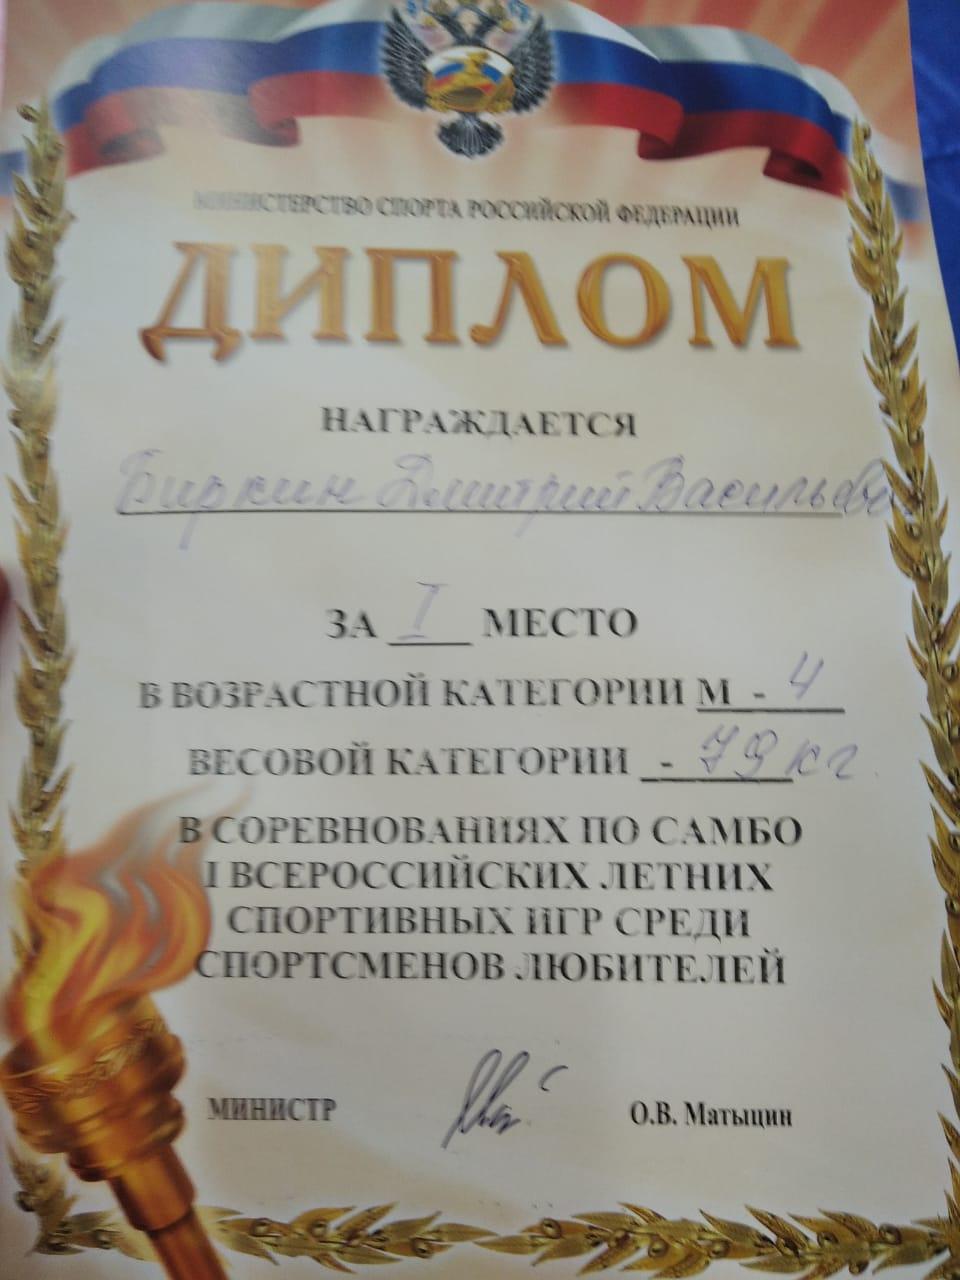 МИНИСТЕРСТВО СПОРТА РОССИЙСКОЙ ФЕДЕРАЦИИ
ДИПЛОМ
НАГРАЖДАЕТСЯ
Биркин Дмитрий
ЗА I МЕСТО
В ВОЗРАСТНОЙ КАТЕГОРИИ М - 4
ВЕСОВОЙ КАТЕГОРИИ - 79 кг
В СОРЕВНОВАНИЯХ ПО САМБО
I ВСЕРОССИЙСКИХ ЛЕТНИХ
СПОРТИВНЫХ ИГР СРЕДИ
СПОРТСМЕНОВ ЛЮБИТЕЛЕЙ
МИНИСТР О.В. Матыцин